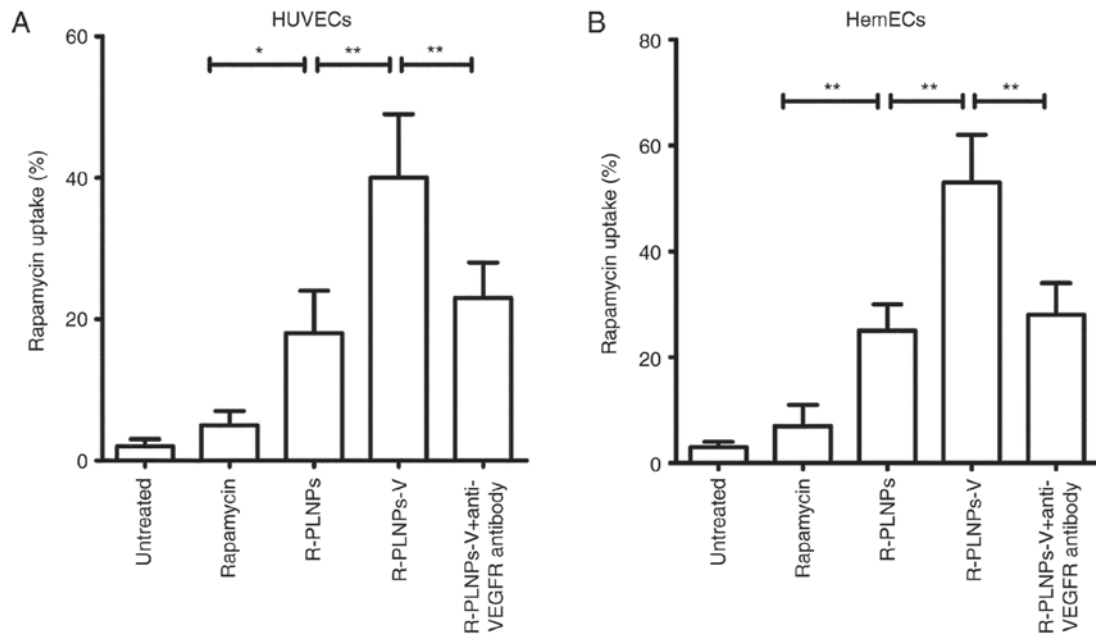 A
HUVECs
Rapamycin uptake (%)
60
40
20
0
*
**
**
Untreated
Rapamycin
R-PLNPs
R-PLNPs-V
R-PLNPs-V+anti-
VEGFR antibody
B
HemECs
Rapamycin uptake (%)
80
60
40
20
0
**
**
**
Untreated
Rapamycin
R-PLNPs
R-PLNPs-V
R-PLNPs-V+anti-
VEGFR antibody